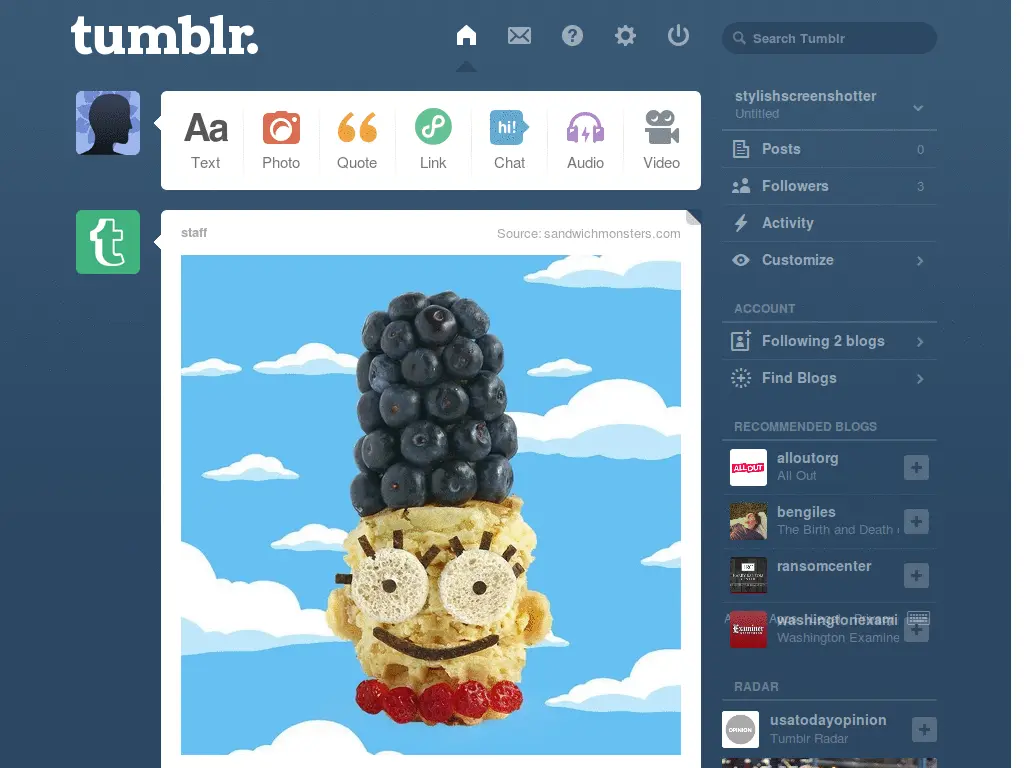 tumblr.
Search Tumblr
Aa
Text
Photo
Quote
Link
hi!
Chat
Audio
Video
staff
Source: sandwichmonsters.com
stylishscreenshotter
Untitled
Posts 0
Followers 3
Activity
Customize
ACCOUNT
Following 2 blogs
Find Blogs
RECOMMENDED BLOGS
ALL OUT
alloutorg
All Out
bengiles
The Birth and Death
ransomcenter
Examiner
washingtonexami
Washington Examine
RADAR
OPINION
usatodayopinion
Tumblr Radar